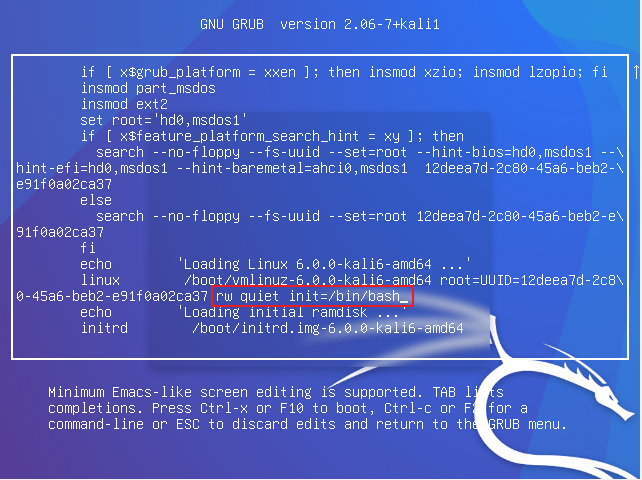 GNU GRUB  version 2.06-7+kali1
if [ x$grub_platform = xxen ]; then insmod xzio; insmod lzopio; fi
insmod part_msdos
insmod ext2
set root='hd0,msdos1'
if [ x$feature_platform_search_hint = xy ]; then
search --no-floppy --fs-uuid --set=root --hint-bios=hd0,msdos1 --\
hint-efi=hd0,msdos1 --hint-baremetal=ahci0,msdos1  12deea7d-2c80-45a6-beb2-\
e91f0a02ca37
else
search --no-floppy --fs-uuid --set=root 12deea7d-2c80-45a6-beb2-e\
91f0a02ca37
fi
echo        'Loading Linux 6.0.0-kali6-amd64 ...'
linux        /boot/vmlinuz-6.0.0-kali6-amd64 root=UUID=12deea7d-2c8\
0-45a6-beb2-e91f0a02ca37 rw quiet init=/bin/bash_
echo        'Loading initial ramdisk ...'
initrd        /boot/initrd.img-6.0.0-kali6-amd64
Minimum Emacs-like screen editing is supported. TAB lists
completions. Press Ctrl-x or F10 to boot, Ctrl-c or F2 for a
command-line or ESC to discard edits and return to the GRUB menu.